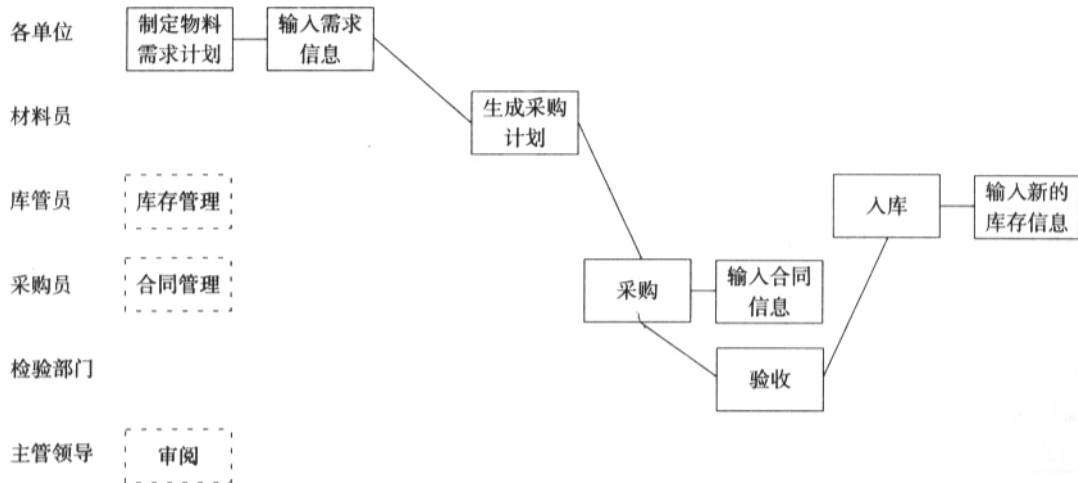 各单位
制定物料
需求计划
输入需求
信息
材料员
生成采购
计划
库管员
库存管理
入库
输入新的
库存信息
采购员
合同管理
采购
输入合同
信息
检验部门
验收
主管领导
审阅